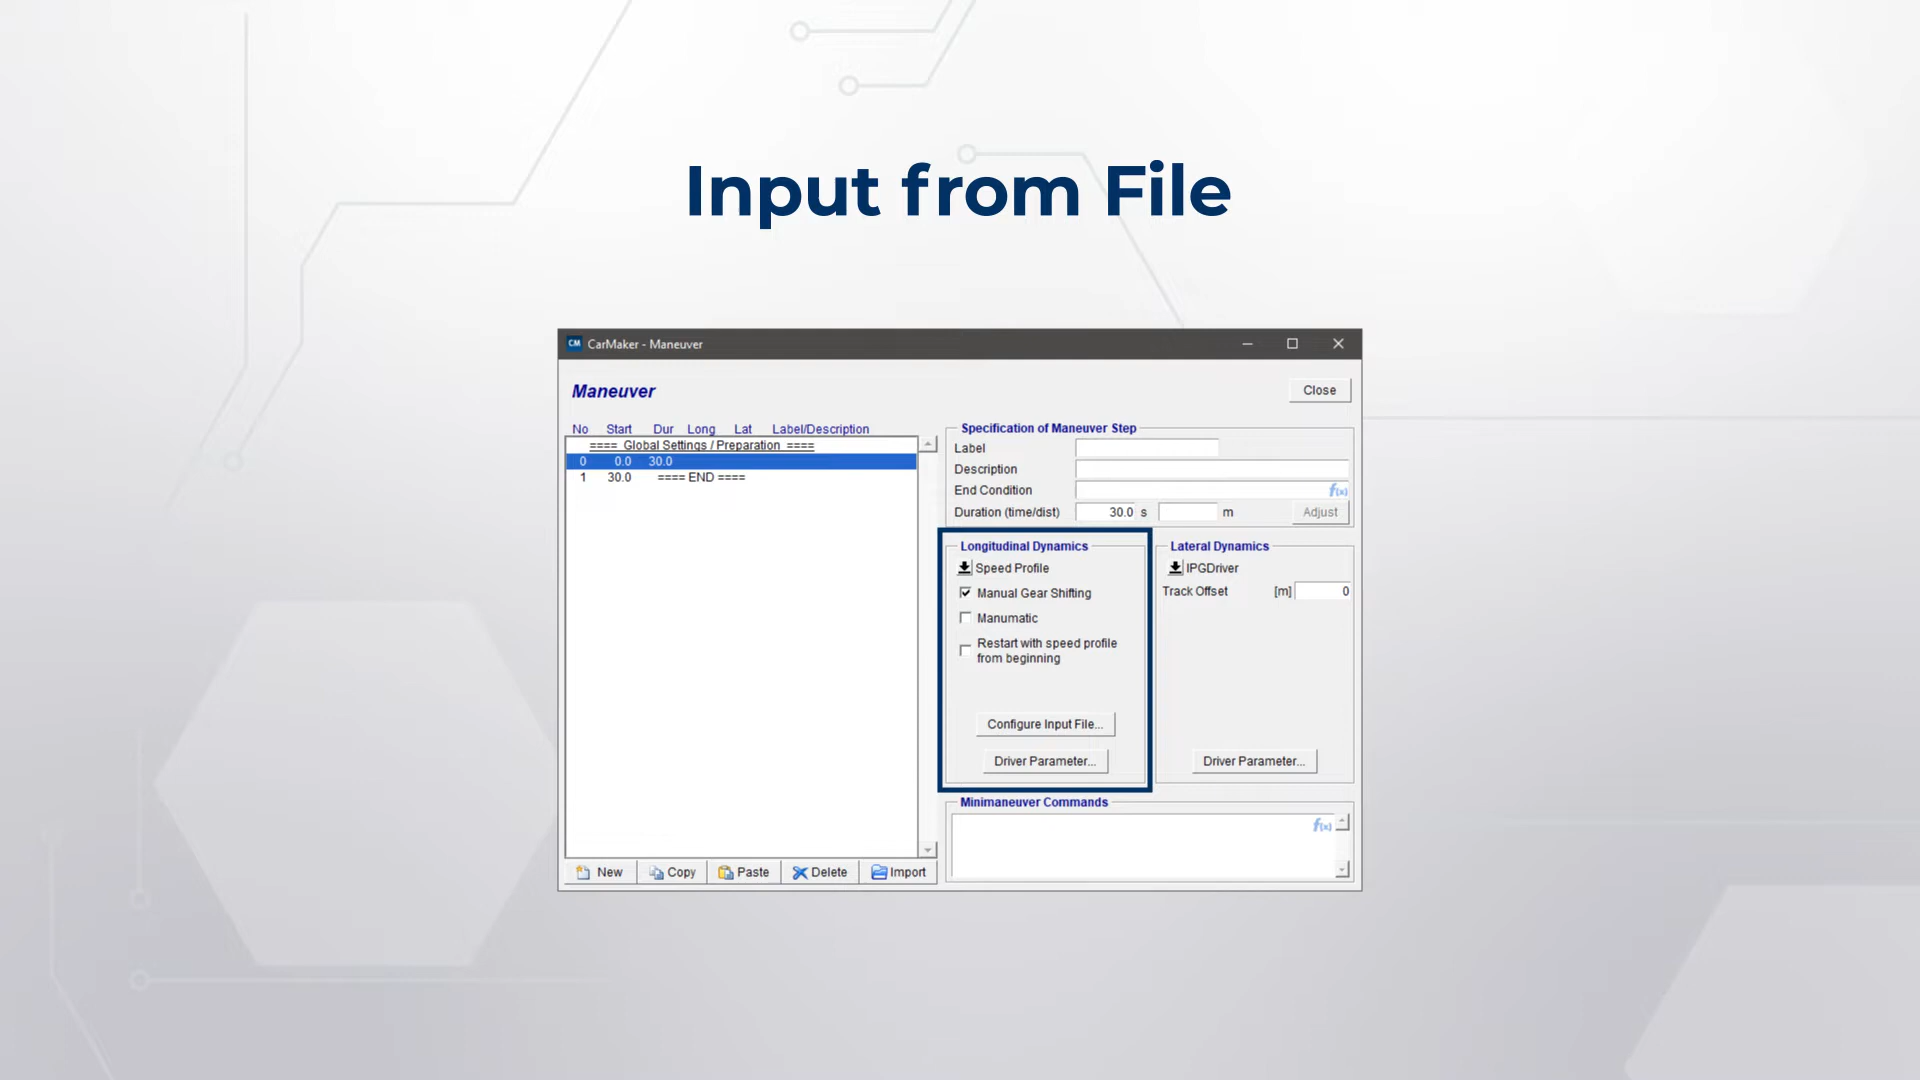 Input from File
CM CarMaker - Maneuver
Maneuver
Close
No Start Dur Long Lat Label/Description
==== Global Settings / Preparation ====
0 0.0 30.0
1 30.0 ==== END ====
New Copy Paste Delete Import
Specification of Maneuver Step
Label
Description
End Condition f(x)
Duration (time/dist) 30.0 s m Adjust
Longitudinal Dynamics
Speed Profile
Manual Gear Shifting
Manumatic
Restart with speed profile
from beginning
Configure Input File...
Driver Parameter...
Lateral Dynamics
IPGDriver
Track Offset [m] 0
Driver Parameter...
Minimaneuver Commands
f(x)